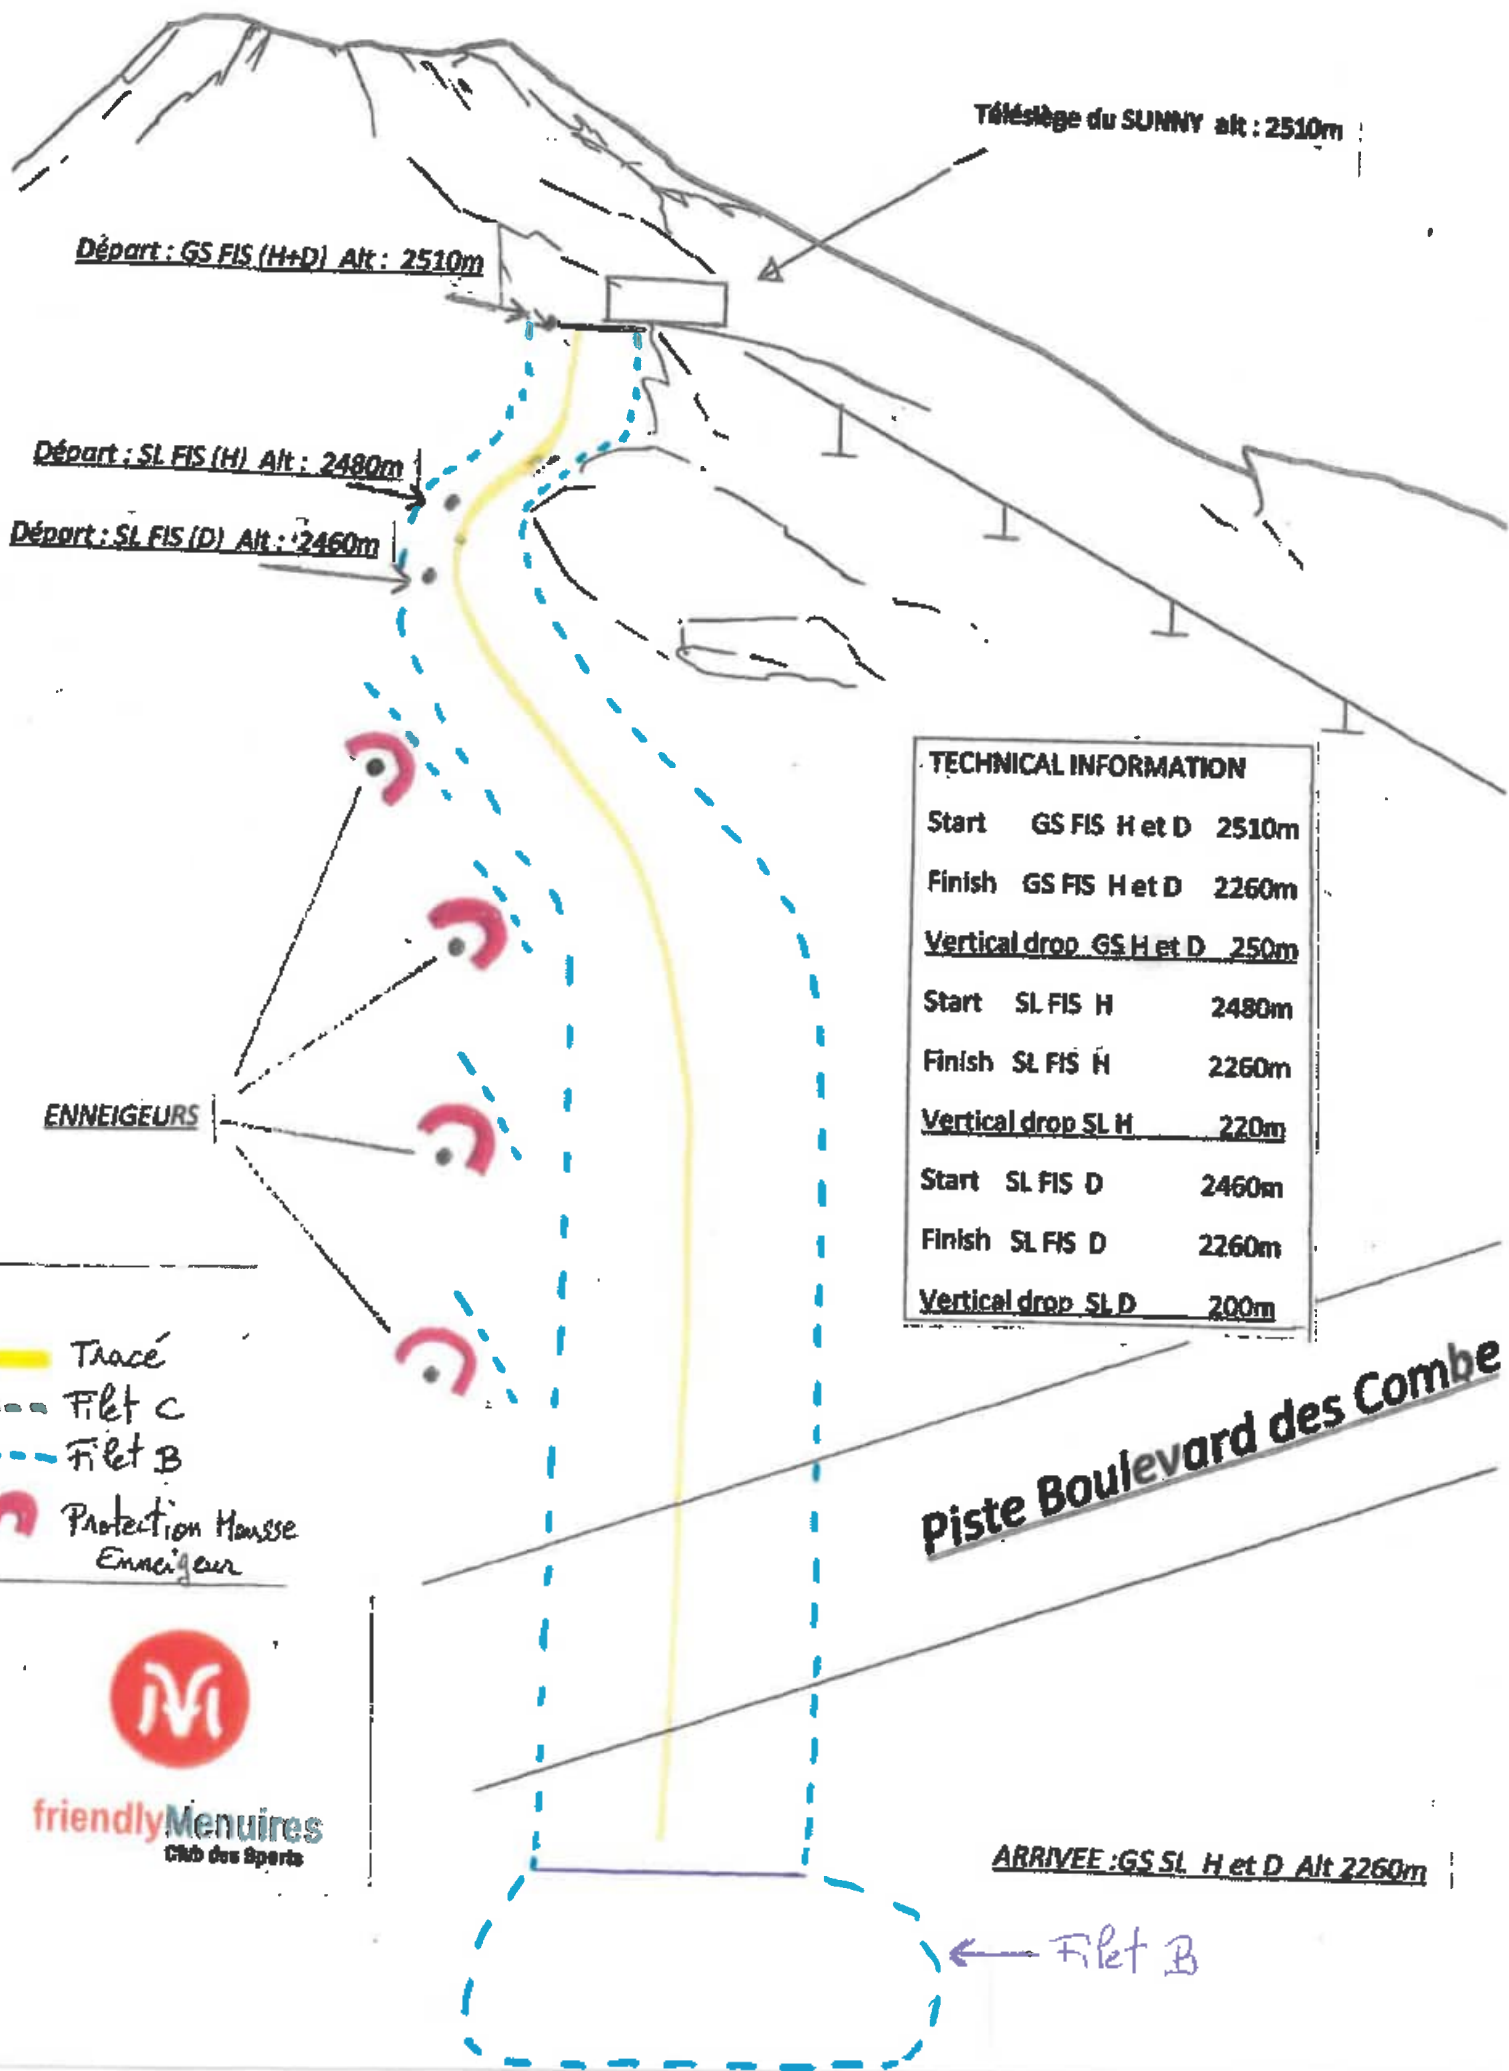 Télésiège du SUNNY alt : 2510m
Départ : GS FIS (H+D) Alt : 2510m
Départ : SL FIS (H) Alt : 2480m
Départ : SL FIS (D) Alt : 2460m
TECHNICAL INFORMATION
Start GS FIS H et D 2510m
Finish GS FIS H et D 2260m
Vertical drop GS H et D 250m
Start SL FIS H 2480m
Finish SL FIS H 2260m
Vertical drop SL H 220m
Start SL FIS D 2460m
Finish SL FIS D 2260m
Vertical drop SL D 200m
ENNEIGEURS
Tracé
Filet C
Filet B
Protection Mousse
Enneigeur
Piste Boulevard des Combe
friendlyMenuires
Club des Sports
ARRIVEE :GS SL H et D Alt 2260m
Filet B